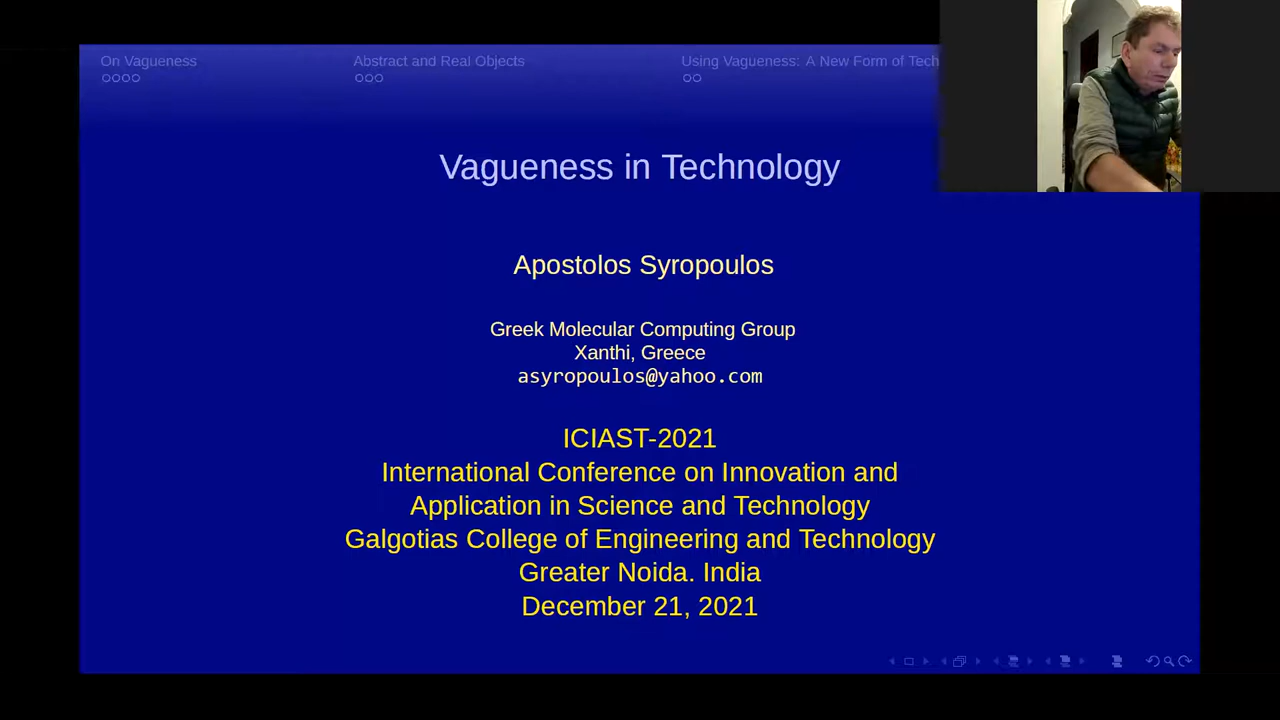 On Vagueness
Abstract and Real Objects
Using Vagueness: A New Form of Tech
Vagueness in Technology
Apostolos Syropoulos
Greek Molecular Computing Group
Xanthi, Greece
asyropoulos@yahoo.com
ICIAST-2021
International Conference on Innovation and
Application in Science and Technology
Galgotias College of Engineering and Technology
Greater Noida. India
December 21, 2021